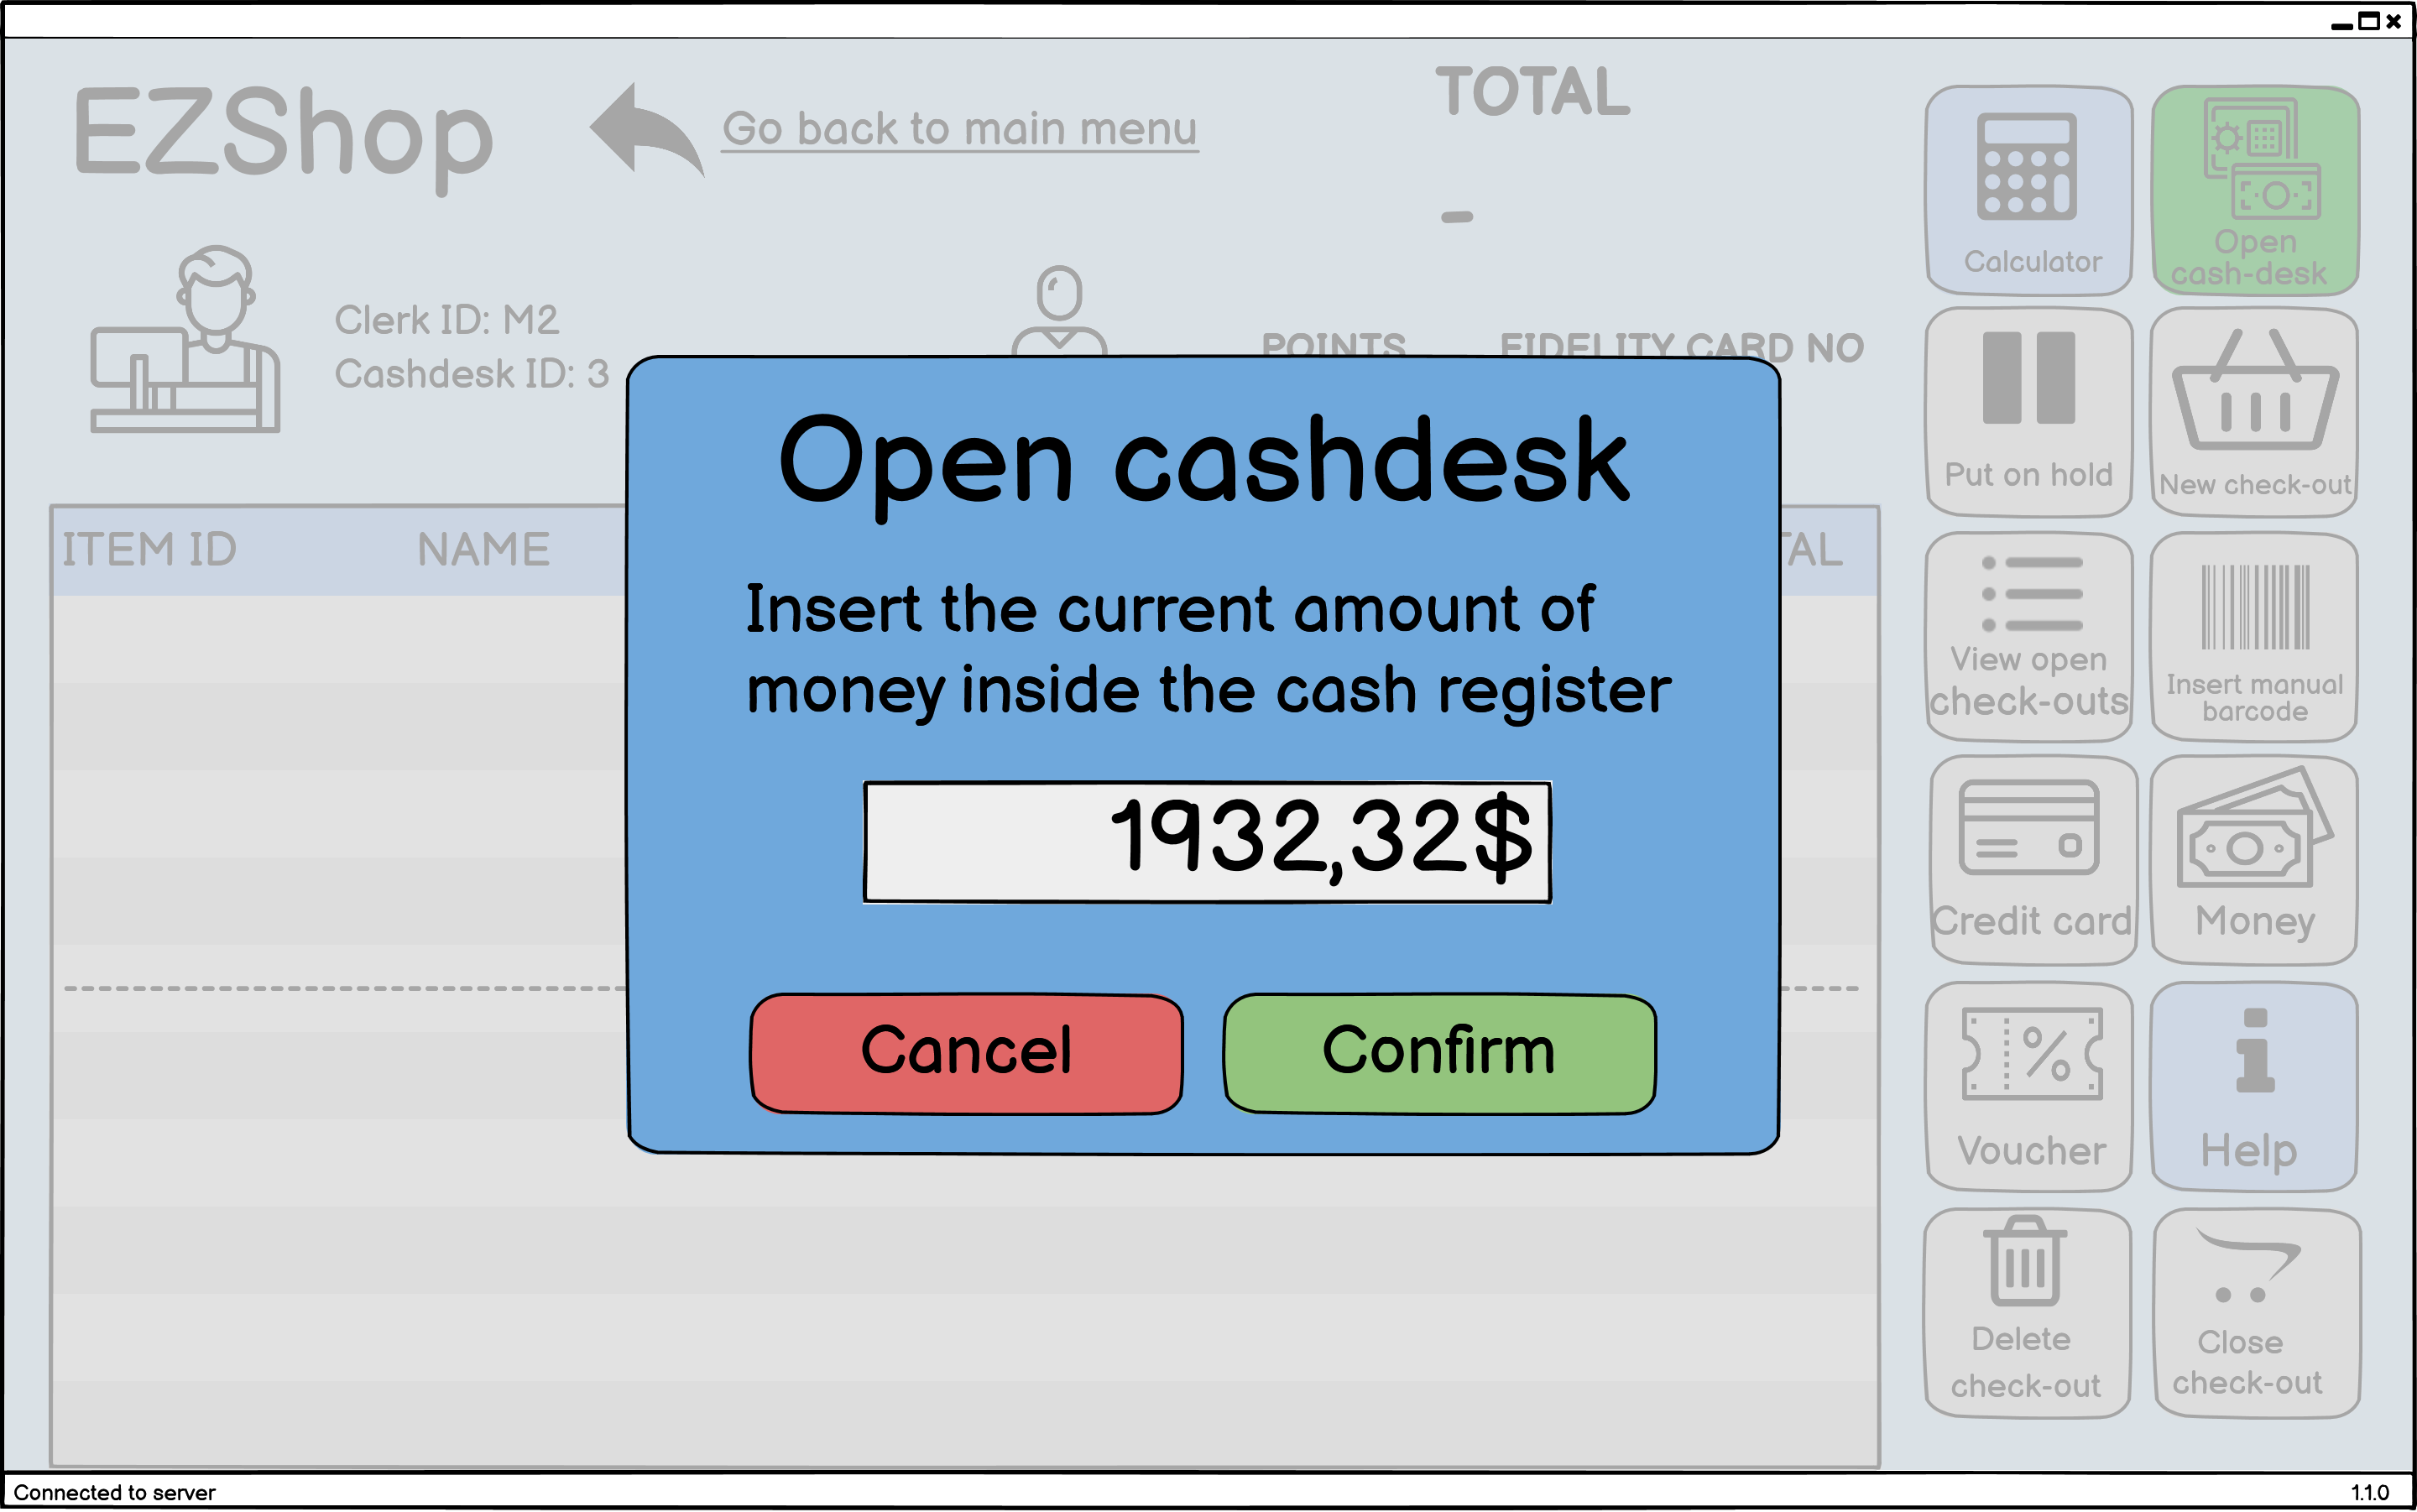 EZShop
Go back to main menu
TOTAL
-
Clerk ID: M2
Cashdesk ID: 3
POINTS
FIDELITY CARD NO
ITEM ID
NAME
Open cashdesk
Insert the current amount of
money inside the cash register
1932,32$
Cancel
Confirm
Calculator
Open
cash-desk
Put on hold
New check-out
View open
check-outs
Insert manual
barcode
Credit card
Money
Voucher
Help
Delete
check-out
Close
check-out
Connected to server
1.1.0